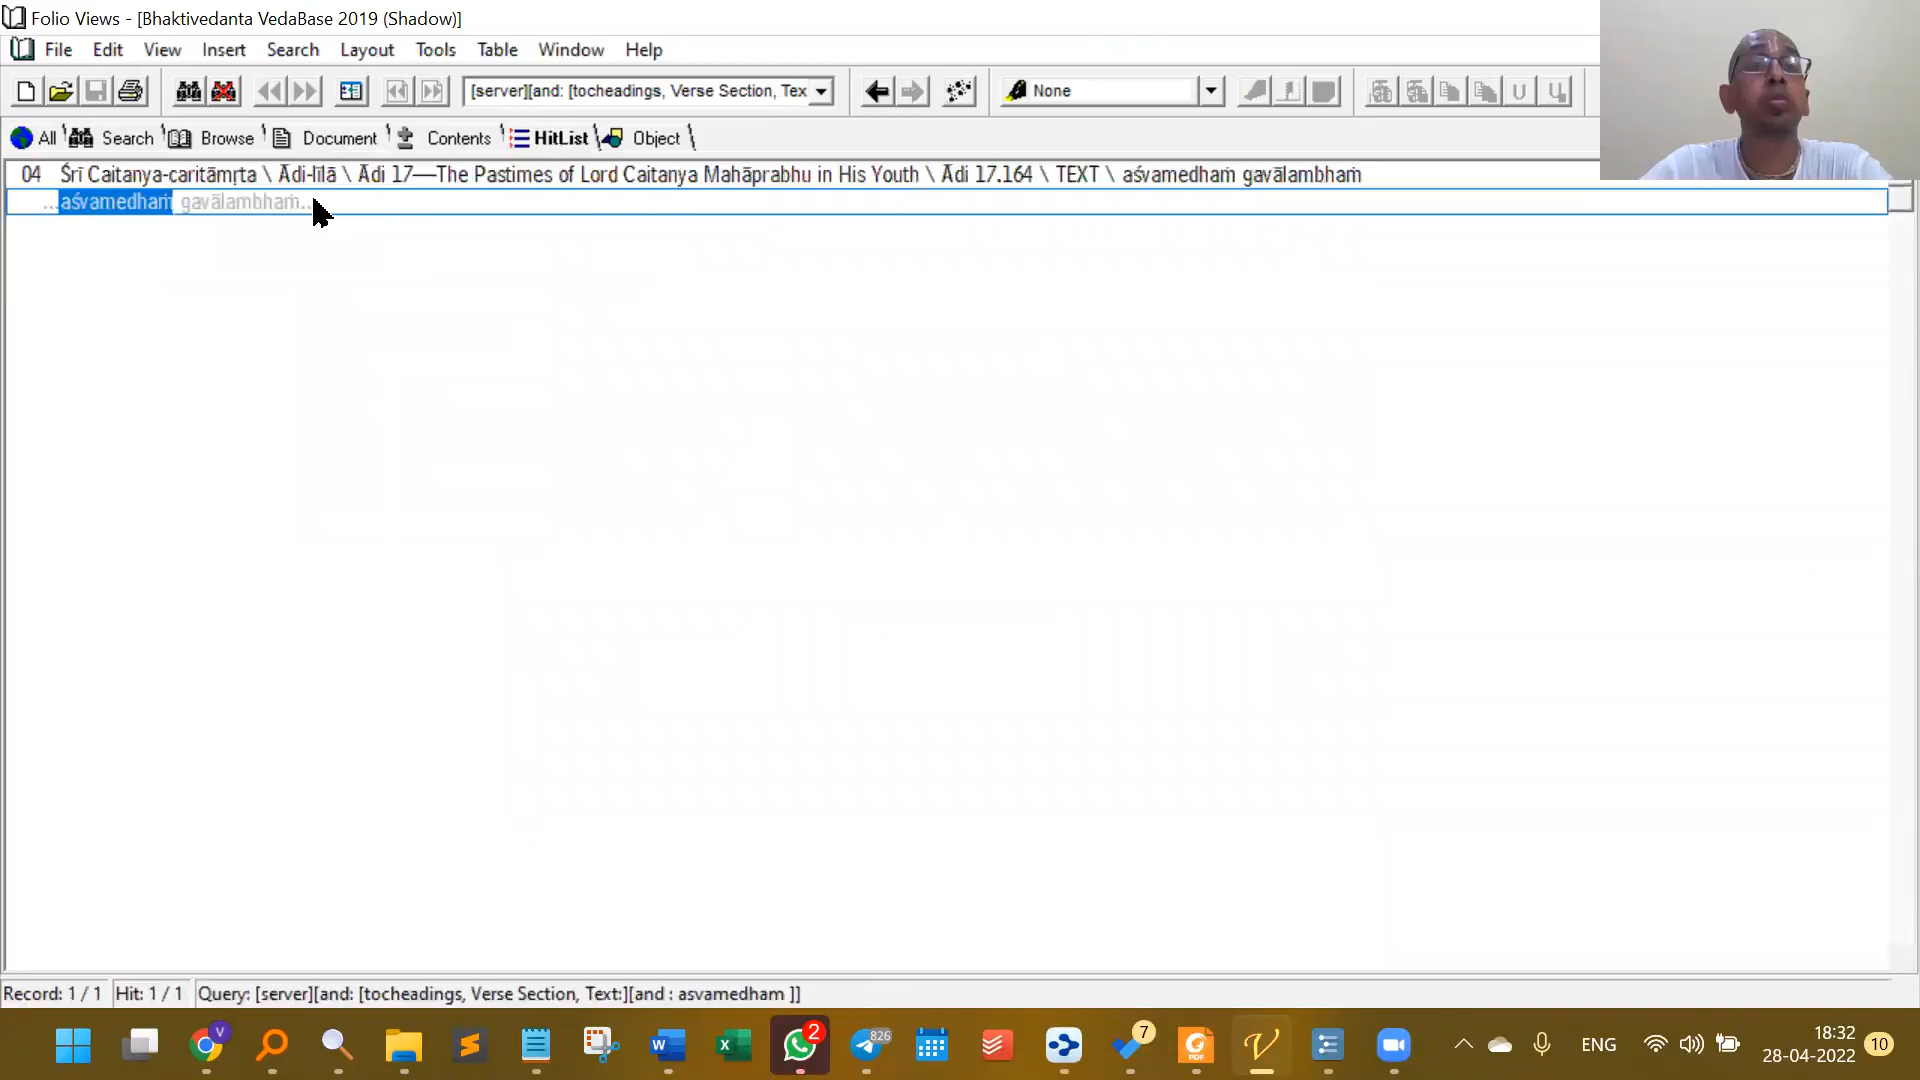 Folio Views - [Bhaktivedanta VedaBase 2019 (Shadow)]
File Edit View Insert Search Layout Tools Table Window Help
[server][and: [tocheadings, Verse Section, Tex
None
All Search Browse Document Contents HitList Object
04 Śrī Caitanya-caritāmṛta \ Ādi-līlā \ Ādi 17—The Pastimes of Lord Caitanya Mahāprabhu in His Youth \ Ādi 17.164 \ TEXT \ aśvamedhaṁ gavālambhaṁ
...aśvamedhaṁ gavālambhaṁ...
Record: 1 / 1 Hit: 1 / 1 Query: [server][and: [tocheadings, Verse Section, Text:][and : asvamedham ]]
V 2 826 7 PDF
ENG 18:32 10
28-04-2022